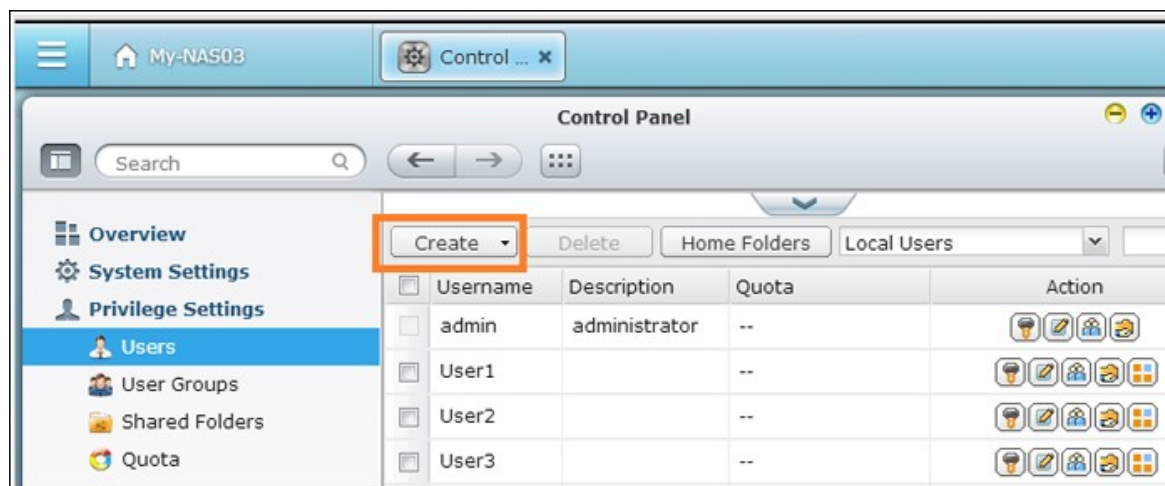 My-NAS03 Control ...
Control Panel
Search
Overview
System Settings
Privilege Settings
Users
User Groups
Shared Folders
Quota
Create Delete Home Folders Local Users
Username Description Quota Action
admin administrator --
User1 --
User2 --
User3 --